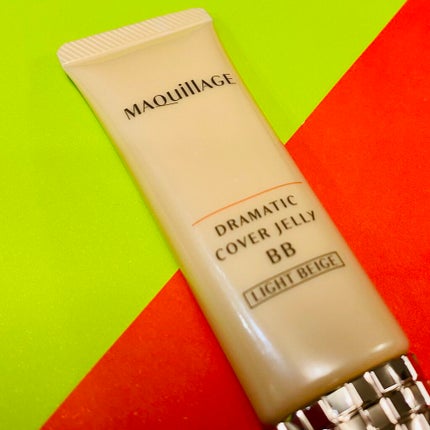 MAQuillAGE
DRAMATIC
COVER JELLy
BB
LIGHT BEIGE